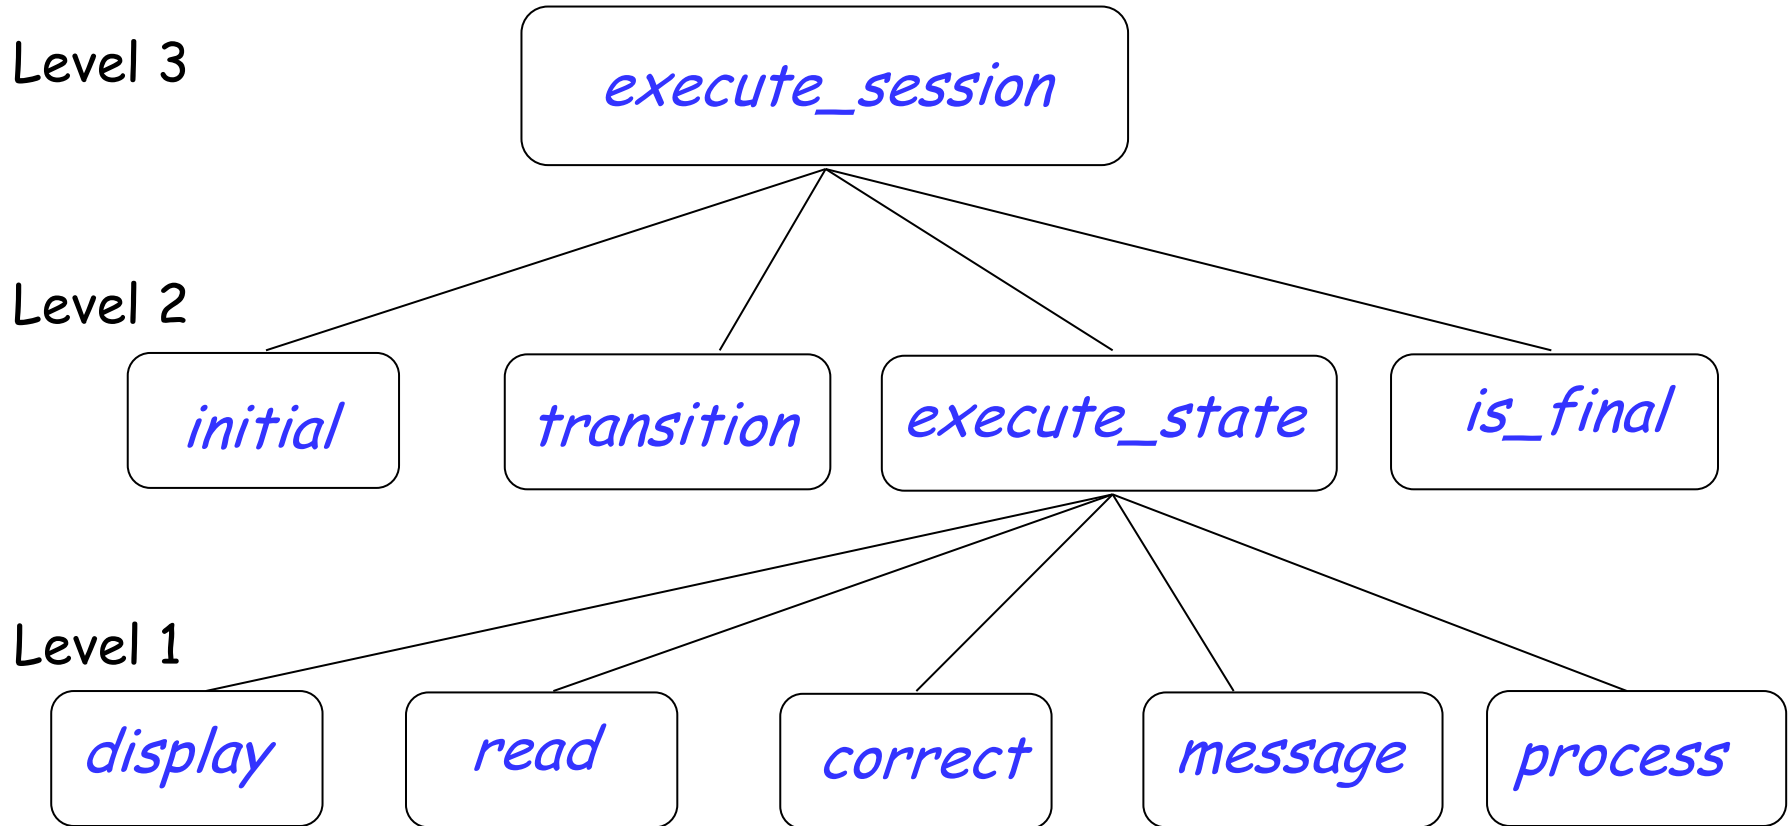 Level 3
execute_session
Level 2
initial
transition
execute_state
is_final
Level 1
display
read
correct
message
process